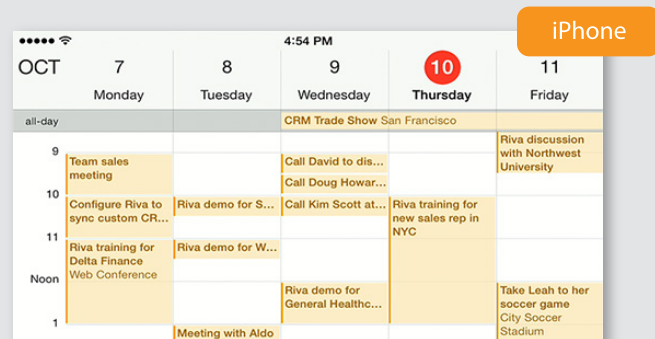 iPhone
4:54 PM
OCT 7 8 9 10 11
Monday Tuesday Wednesday Thursday Friday
all-day CRM Trade Show San Francisco
Riva discussion
with Northwest
University
9
Team sales
meeting
Call David to dis...
Call Doug Howar...
10
Configure Riva to
sync custom CR...
Riva demo for S...
Call Kim Scott at...
Riva training for
new sales rep in
NYC
11
Riva training for
Delta Finance
Web Conference
Riva demo for W...
Noon
Riva demo for
General Healthc...
Take Leah to her
soccer game
City Soccer
Stadium
1
Meeting with Aldo